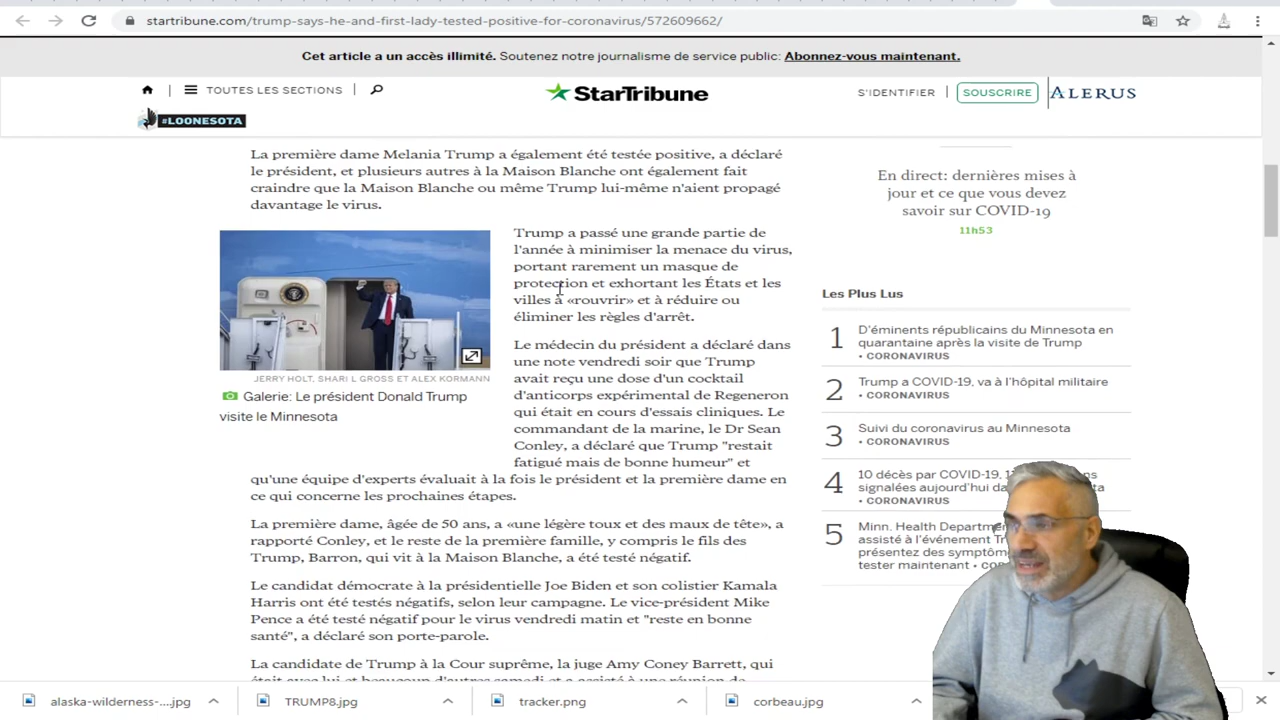 startribune.com/trump-says-he-and-first-lady-tested-positive-for-coronavirus/572609662/
Cet article a un accès illimité. Soutenez notre journalisme de service public: Abonnez-vous maintenant.
TOUTES LES SECTIONS
StarTribune
S'IDENTIFIER
SOUSCRIRE
ALERUS
#LOONESOTA
La première dame Melania Trump a également été testée positive, a déclaré
le président, et plusieurs autres à la Maison Blanche ont également fait
craindre que la Maison Blanche ou même Trump lui-même n'aient propagé
davantage le virus.
Trump a passé une grande partie de
l'année à minimiser la menace du virus,
portant rarement un masque de
protection et exhortant les États et les
villes à «rouvrir» et à réduire ou
éliminer les règles d'arrêt.
JERRY HOLT, SHARI L GROSS ET ALEX KORMANN
Galerie: Le président Donald Trump
visite le Minnesota
Le médecin du président a déclaré dans
une note vendredi soir que Trump
avait reçu une dose d'un cocktail
d'anticorps expérimental de Regeneron
qui était en cours d'essais cliniques. Le
commandant de la marine, le Dr Sean
Conley, a déclaré que Trump "restait
fatigué mais de bonne humeur" et
qu'une équipe d'experts évaluait à la fois le président et la première dame en
ce qui concerne les prochaines étapes.
La première dame, âgée de 50 ans, a «une légère toux et des maux de tête», a
rapporté Conley, et le reste de la première famille, y compris le fils des
Trump, Barron, qui vit à la Maison Blanche, a été testé négatif.
Le candidat démocrate à la présidentielle Joe Biden et son colistier Kamala
Harris ont été testés négatifs, selon leur campagne. Le vice-président Mike
Pence a été testé négatif pour le virus vendredi matin et "reste en bonne
santé", a déclaré son porte-parole.
La candidate de Trump à la Cour suprême, la juge Amy Coney Barrett, qui
était avec lui et beaucoup d'autres samedi et a assisté à une réunion de
En direct: dernières mises à
jour et ce que vous devez
savoir sur COVID-19
11h53
Les Plus Lus
1 D'éminents républicains du Minnesota en
quarantaine après la visite de Trump
• CORONAVIRUS
2 Trump a COVID-19, va à l'hôpital militaire
• CORONAVIRUS
3 Suivi du coronavirus au Minnesota
• CORONAVIRUS
4 10 décès par COVID-19,
signalées aujourd'hui
• CORONAVIRUS
5 Minn. Health
assisté à l'événement
présentez des
tester maintenant •
alaska-wilderness-....jpg
TRUMP8.jpg
tracker.png
corbeau.jpg